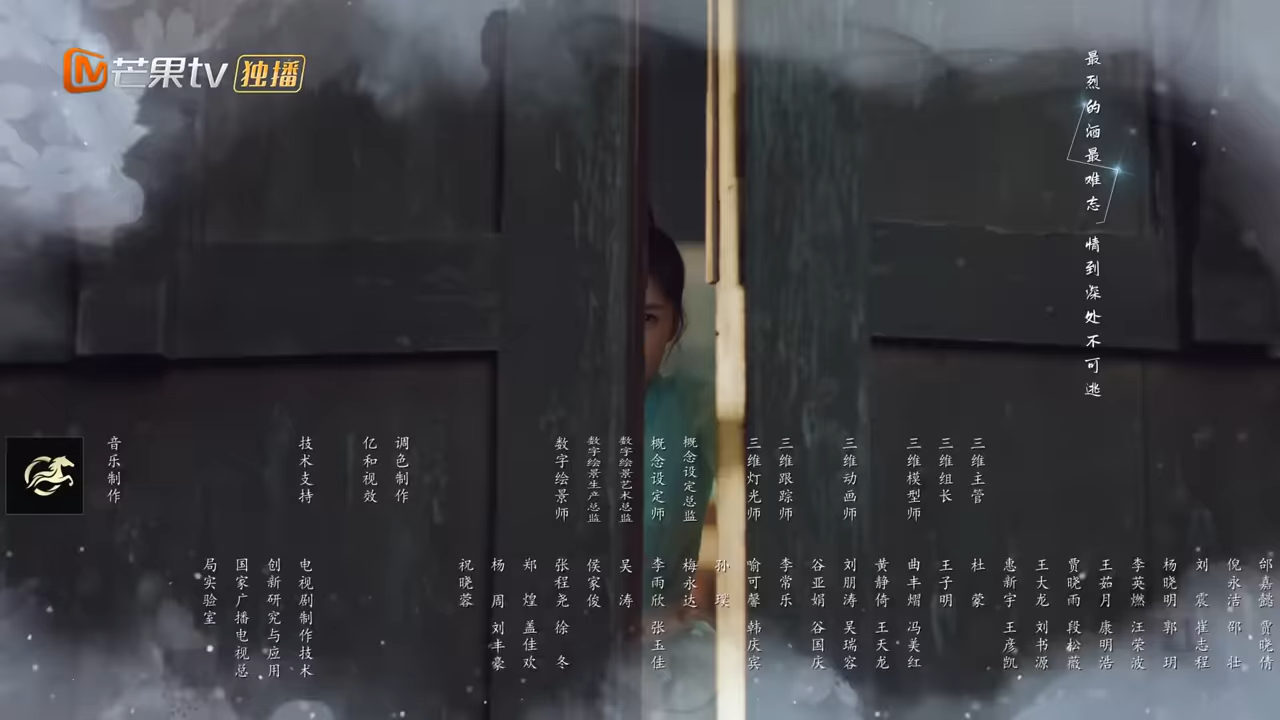 芒果tv 独播
最烈的酒最难忘 情到深处不可逃
三维主管
三维组长
三维模型师
三维动画师
三维跟踪师
三维灯光师
概念设定总监
概念设定师
数字绘景艺术总监
数字绘景生产总监
数字绘景师
调色制作
亿和视效
技术支持
音乐制作
邰嘉懿 贾晓倩
倪永洁 邵壮
刘震 崔志程
杨晓明 郭玥
李英燃 汪荣波
王茹月 康明浩
贾晓雨 段松薇
王大龙 刘书源
惠新宇 王彦凯
杜蒙
王子明
曲丰熠 冯美红
黄静倚 王天龙
刘朋涛 吴瑞容
谷亚娟 谷国庆
李常乐
喻可馨 韩庆宾
孙璞
梅永达
李雨欣 张玉佳
吴涛
侯家俊
张程尧 徐冬
郑煌 盖佳欢
杨周 刘丰豪
祝晓蓉
电视剧制作技术
创新研究与应用
国家广播电视总
局实验室